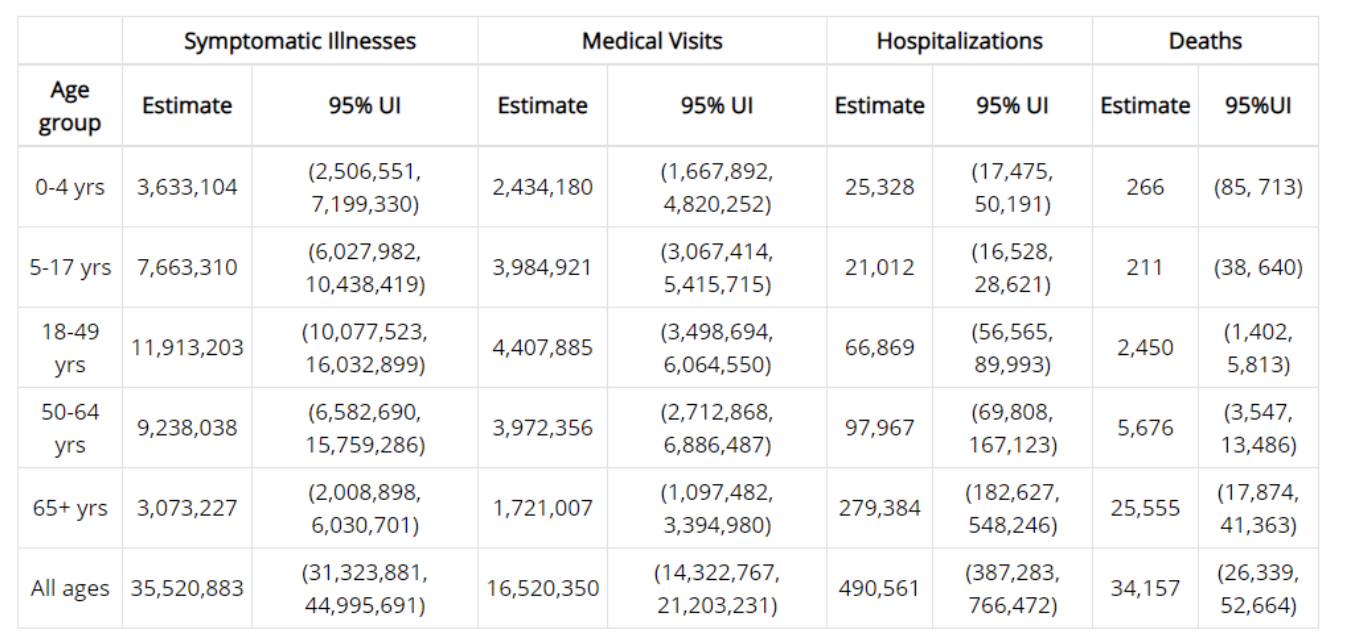 Symptomatic Illnesses Medical Visits Hospitalizations Deaths
Age
group Estimate 95% UI Estimate 95% UI Estimate 95% UI Estimate 95%UI
0-4 yrs 3,633,104 (2,506,551,
7,199,330) 2,434,180 (1,667,892,
4,820,252) 25,328 (17,475,
50,191) 266 (85, 713)
5-17 yrs 7,663,310 (6,027,982,
10,438,419) 3,984,921 (3,067,414,
5,415,715) 21,012 (16,528,
28,621) 211 (38, 640)
18-49
yrs 11,913,203 (10,077,523,
16,032,899) 4,407,885 (3,498,694,
6,064,550) 66,869 (56,565,
89,993) 2,450 (1,402,
5,813)
50-64
yrs 9,238,038 (6,582,690,
15,759,286) 3,972,356 (2,712,868,
6,886,487) 97,967 (69,808,
167,123) 5,676 (3,547,
13,486)
65+ yrs 3,073,227 (2,008,898,
6,030,701) 1,721,007 (1,097,482,
3,394,980) 279,384 (182,627,
548,246) 25,555 (17,874,
41,363)
All ages 35,520,883 (31,323,881,
44,995,691) 16,520,350 (14,322,767,
21,203,231) 490,561 (387,283,
766,472) 34,157 (26,339,
52,664)